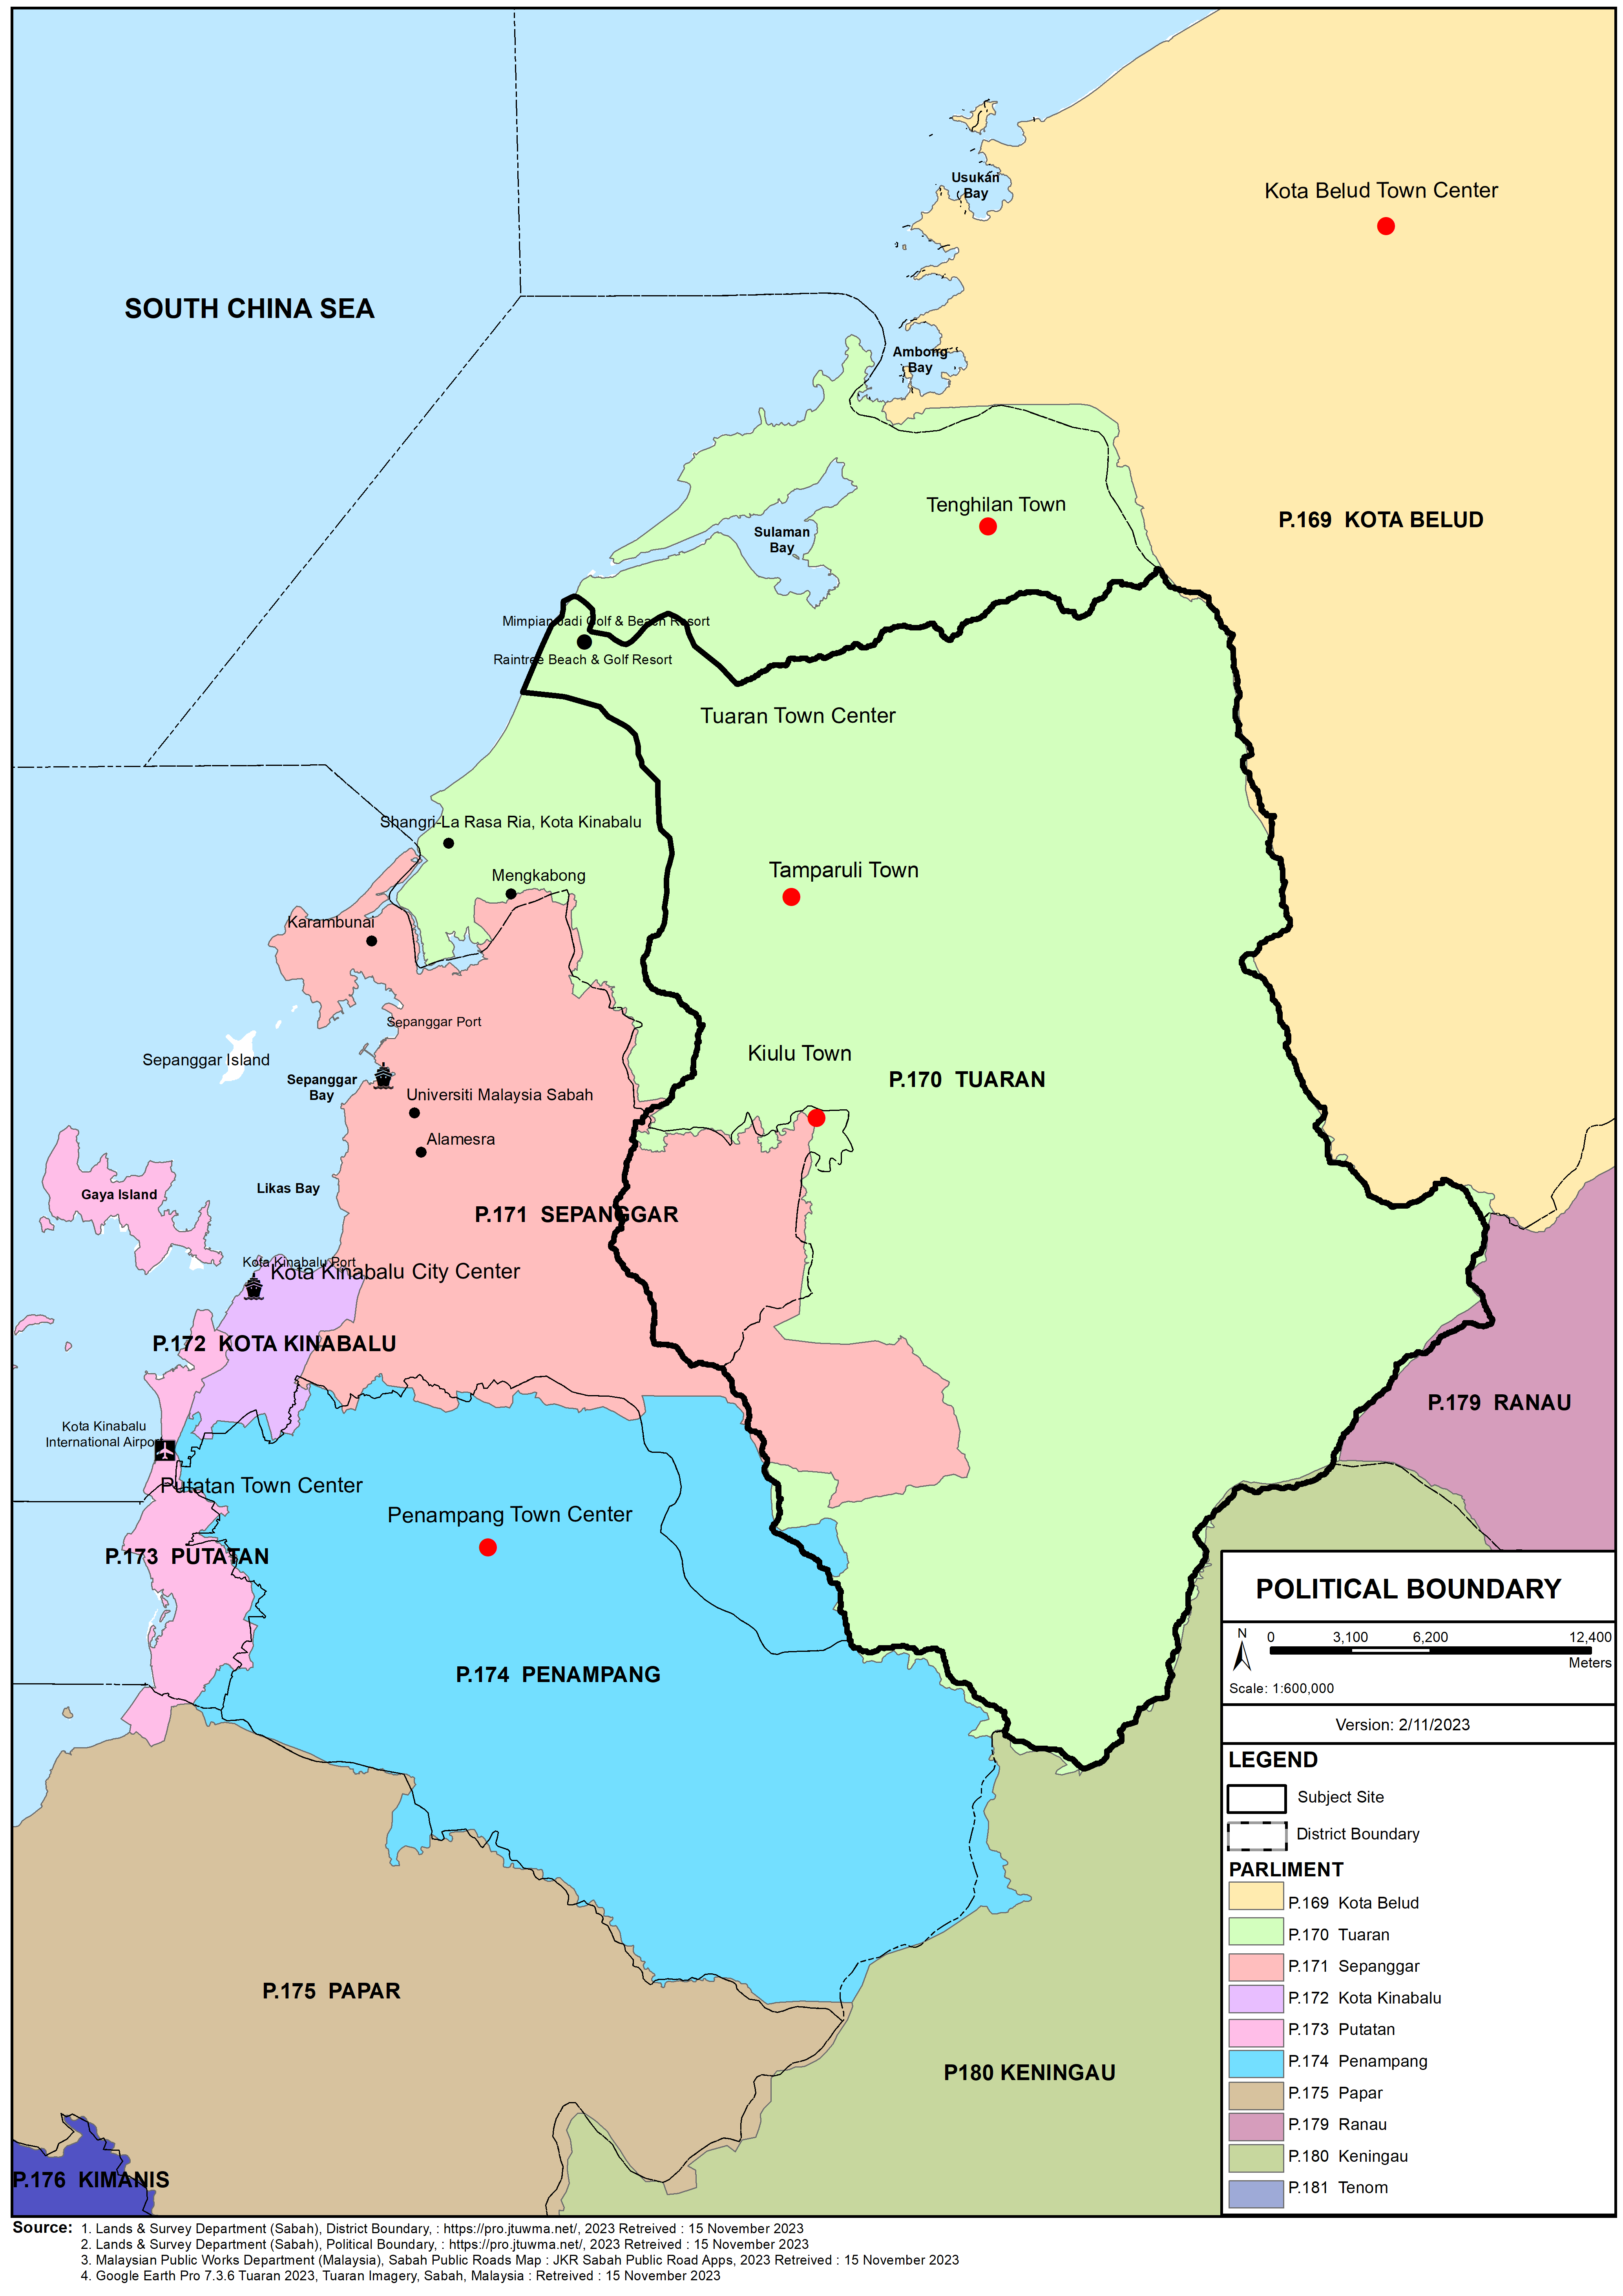 Usukan
Bay
Kota Belud Town Center
SOUTH CHINA SEA
Ambong
Bay
Tenghilan Town
P.169 KOTA BELUD
Sulaman
Bay
Mimpian Jadi Golf & Beach Resort
Raintree Beach & Golf Resort
Tuaran Town Center
Shangri-La Rasa Ria, Kota Kinabalu
Tamparuli Town
Mengkabong
Karambunai
Sepanggar Port
Sepanggar Island
Kiulu Town
Sepanggar
Bay
P.170 TUARAN
Universiti Malaysia Sabah
Alamesra
Likas Bay
Gaya Island
P.171 SEPANGGAR
Kota Kinabalu Port
Kota Kinabalu City Center
P.172 KOTA KINABALU
P.179 RANAU
Kota Kinabalu
International Airport
Putatan Town Center
Penampang Town Center
P.173 PUTATAN
P.174 PENAMPANG
P.175 PAPAR
P180 KENINGAU
P.176 KIMANIS
POLITICAL BOUNDARY
N
0 3,100 6,200 12,400
Meters
Scale: 1:600,000
Version: 2/11/2023
LEGEND
Subject Site
District Boundary
PARLIMENT
P.169 Kota Belud
P.170 Tuaran
P.171 Sepanggar
P.172 Kota Kinabalu
P.173 Putatan
P.174 Penampang
P.175 Papar
P.179 Ranau
P.180 Keningau
P.181 Tenom
Source: 1. Lands & Survey Department (Sabah), District Boundary, : https://pro.jtuwma.net/, 2023 Retreived : 15 November 2023
2. Lands & Survey Department (Sabah), Political Boundary, : https://pro.jtuwma.net/, 2023 Retreived : 15 November 2023
3. Malaysian Public Works Department (Malaysia), Sabah Public Roads Map : JKR Sabah Public Road Apps, 2023 Retreived : 15 November 2023
4. Google Earth Pro 7.3.6 Tuaran 2023, Tuaran Imagery, Sabah, Malaysia : Retreived : 15 November 2023